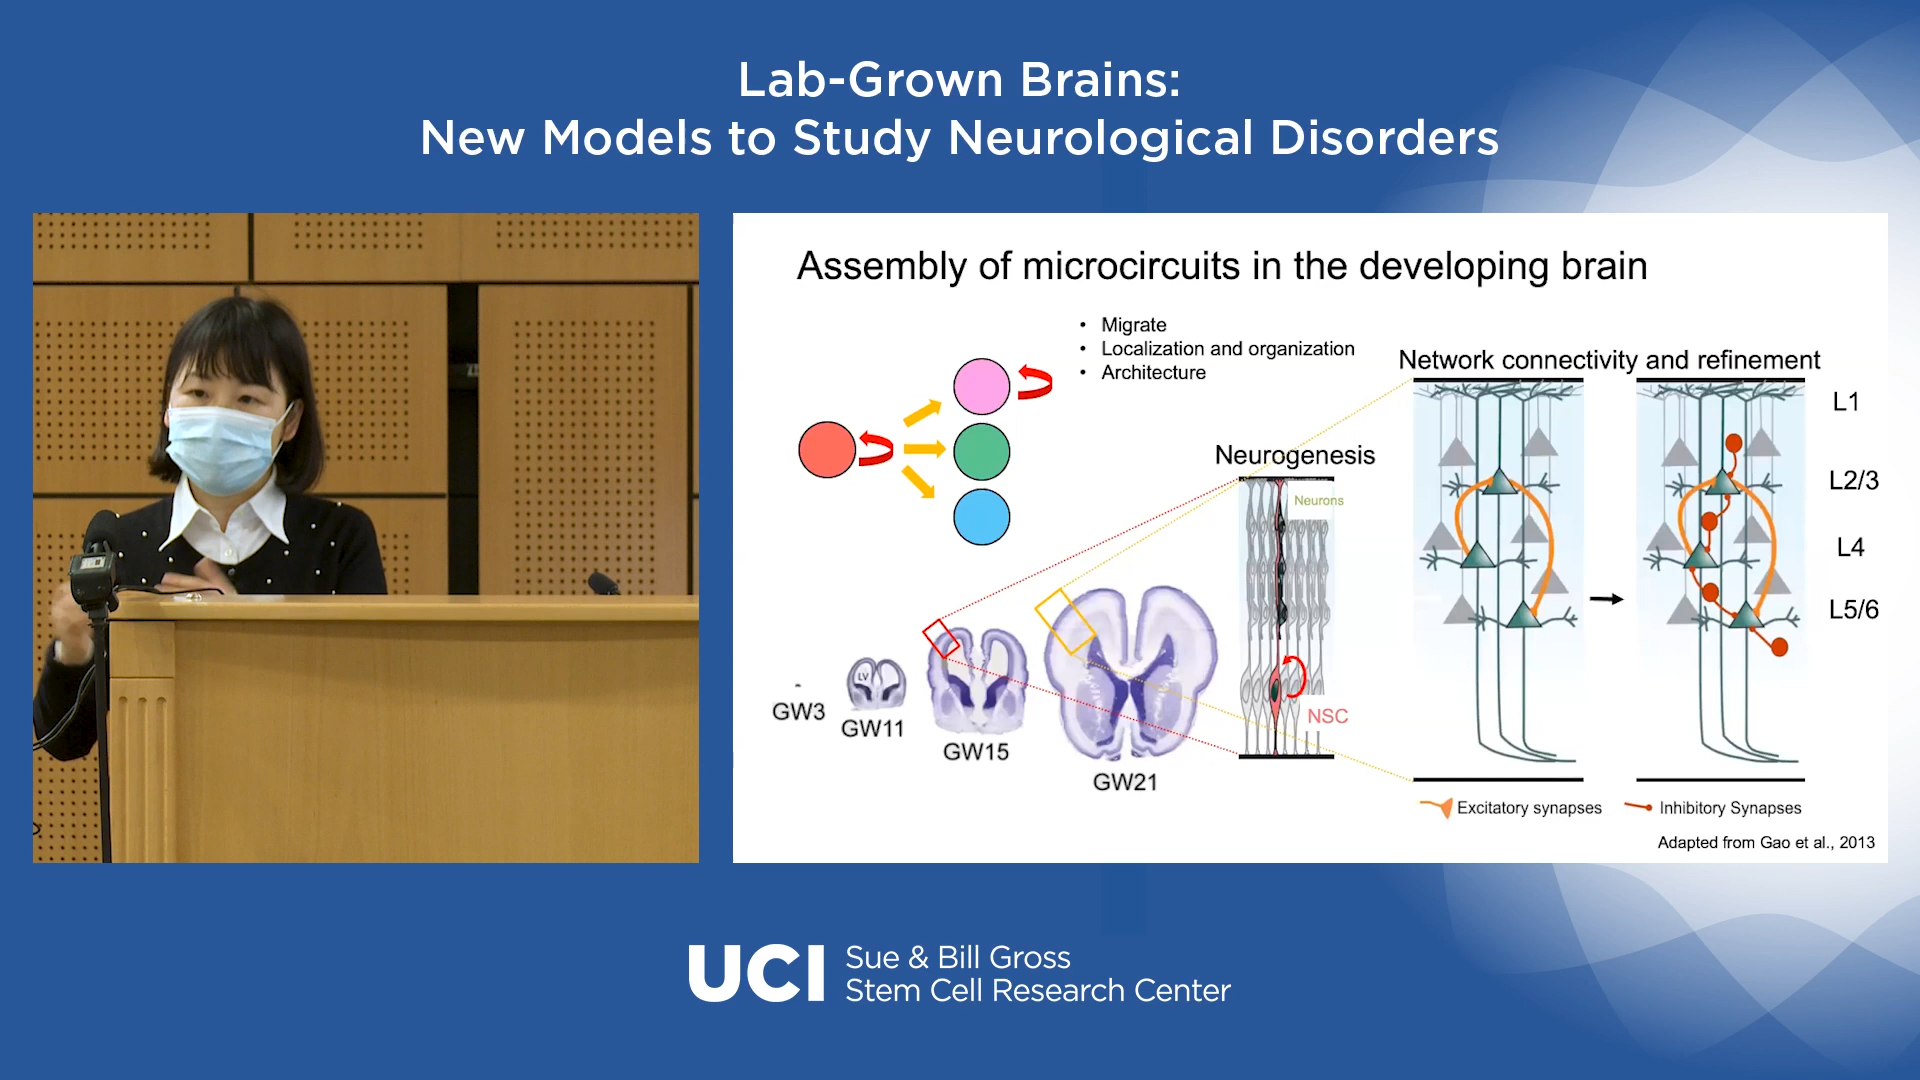 Lab-Grown Brains:
New Models to Study Neurological Disorders
Assembly of microcircuits in the developing brain
• Migrate
• Localization and organization
• Architecture
Network connectivity and refinement
L1
L2/3
L4
L5/6
Neurogenesis
Neurons
NSC
LV
GW3
GW11
GW15
GW21
Excitatory synapses
Inhibitory Synapses
Adapted from Gao et al., 2013
UCI
Sue & Bill Gross
Stem Cell Research Center